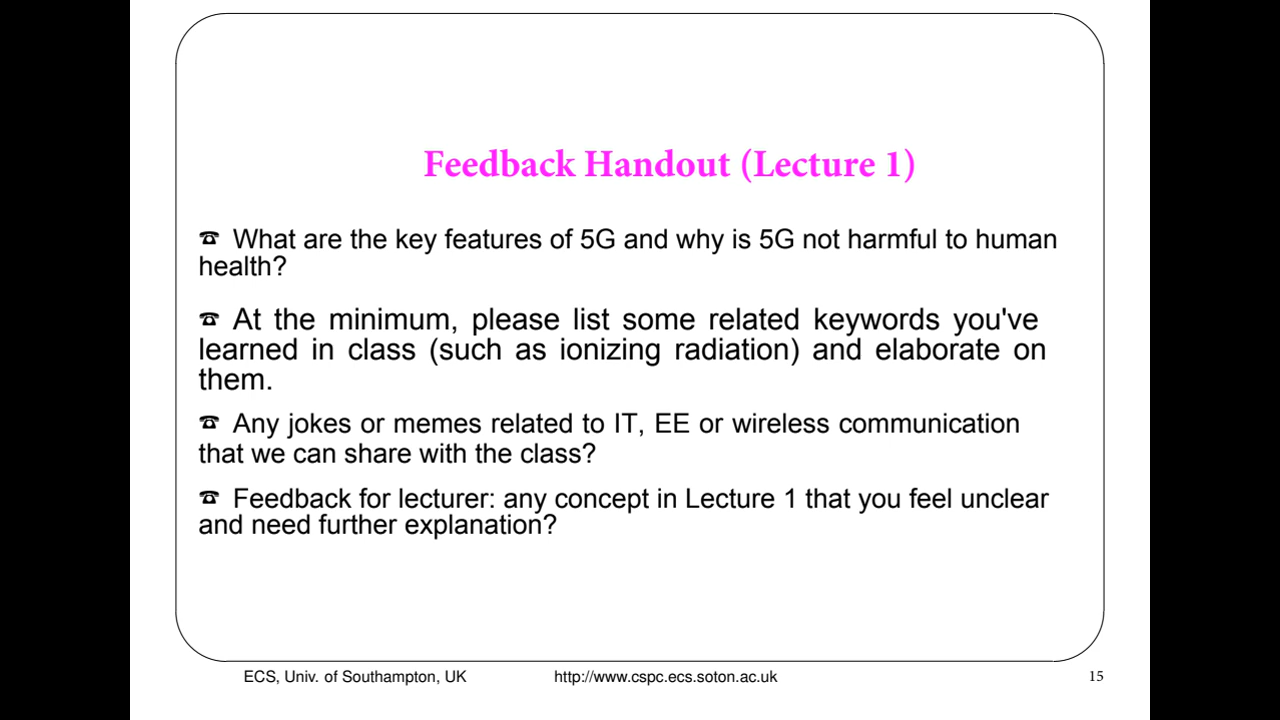 Feedback Handout (Lecture 1)
☎ What are the key features of 5G and why is 5G not harmful to human
health?
☎ At the minimum, please list some related keywords you've
learned in class (such as ionizing radiation) and elaborate on
them.
☎ Any jokes or memes related to IT, EE or wireless communication
that we can share with the class?
☎ Feedback for lecturer: any concept in Lecture 1 that you feel unclear
and need further explanation?
ECS, Univ. of Southampton, UK http://www.cspc.ecs.soton.ac.uk 15